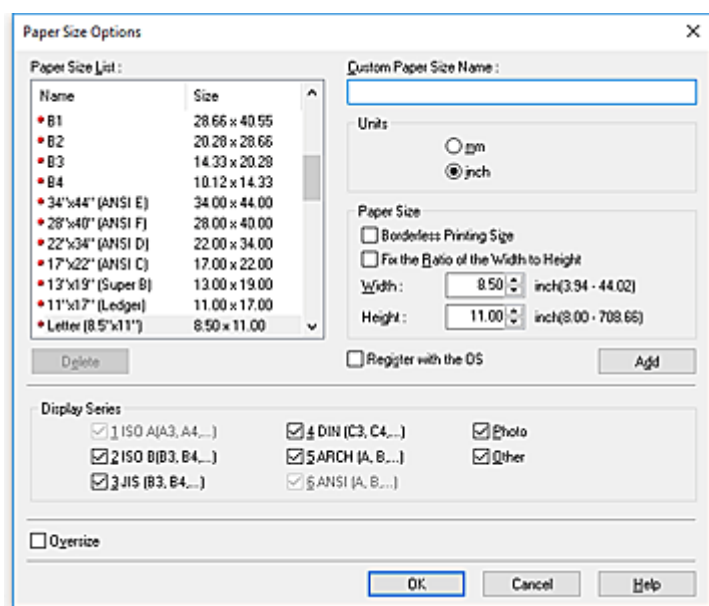 Paper Size Options
Paper Size List :
Name Size
B1 28.66 x 40.55
B2 20.28 x 28.66
B3 14.33 x 20.28
B4 10.12 x 14.33
34"x44" (ANSI E) 34.00 x 44.00
28"x40" (ANSI F) 28.00 x 40.00
22"x34" (ANSI D) 22.00 x 34.00
17"x22" (ANSI C) 17.00 x 22.00
13"x19" (Super B) 13.00 x 19.00
11"x17" (Ledger) 11.00 x 17.00
Letter (8.5"x11") 8.50 x 11.00
Delete
Custom Paper Size Name :
Units
mm
inch
Paper Size
Borderless Printing Size
Fix the Ratio of the Width to Height
Width : 8.50 inch(3.94 - 44.02)
Height : 11.00 inch(8.00 - 708.66)
Register with the OS Add
Display Series
1 ISO A(A3, A4,...) 4 DIN (C3, C4,...) Photo
2 ISO B(B3, B4,...) 5 ARCH (A, B,...) Other
3 JIS (B3, B4,...) 6 ANSI (A, B,...)
Oversize
OK Cancel Help